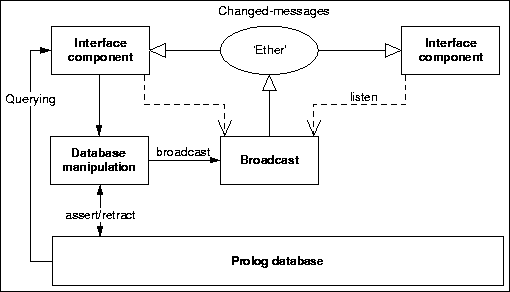 Changed-messages
Interface
component
'Ether'
Interface
component
Querying
listen
Database
manipulation
broadcast
Broadcast
assert/retract
Prolog database